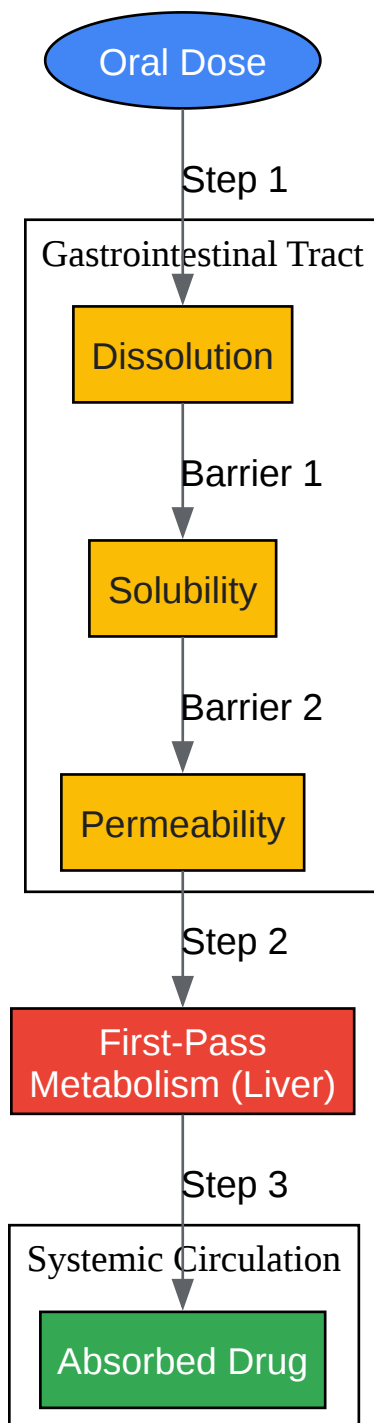 Oral Dose
Step 1
Gastrointestinal Tract
Dissolution
Barrier 1
Solubility
Barrier 2
Permeability
Step 2
First-Pass
Metabolism (Liver)
Step 3
Systemic Circulation
Absorbed Drug